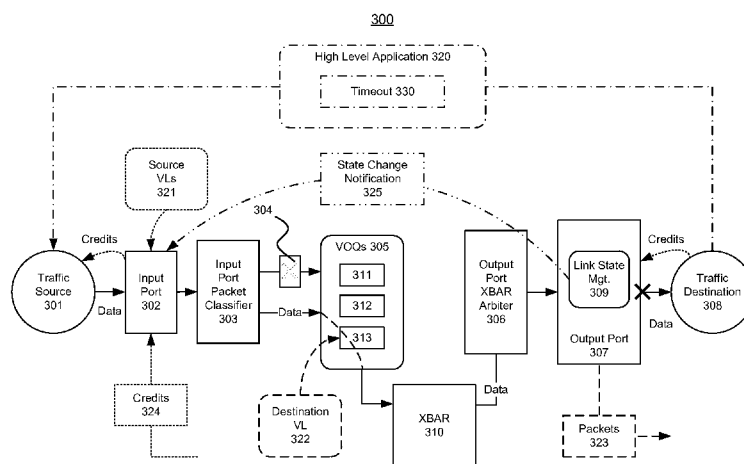 300
High Level Application 320
Timeout 330
Source
VLs
321
State Change
Notification
325
304
Credits
Traffic
Source
301
Data
Input
Port
302
Input
Port
Packet
Classifier
303
Data
VOQs 305
311
312
313
Output
Port
XBAR
Arbiter
306
Link State
Mgt.
309
Output Port
307
Credits
Data
Traffic
Destination
308
Credits
324
Destination
VL
322
XBAR
310
Data
Packets
323